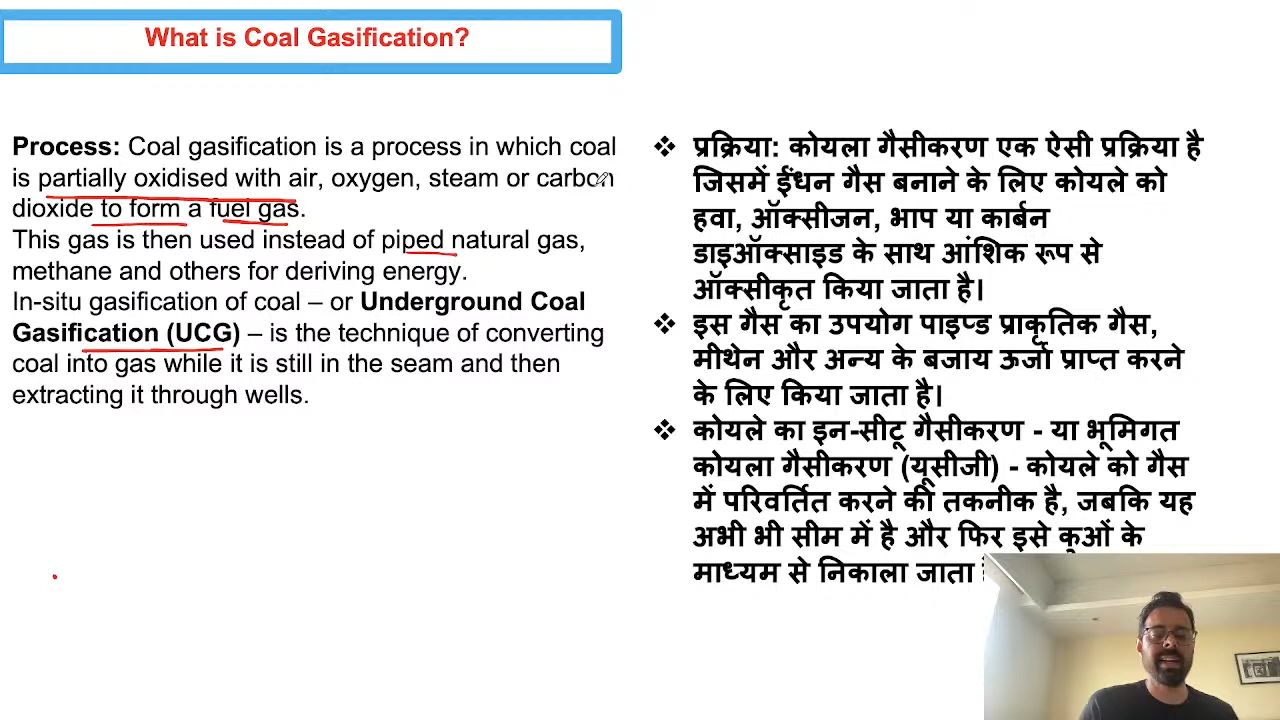 What is Coal Gasification?
Process: Coal gasification is a process in which coal
is partially oxidised with air, oxygen, steam or carbon
dioxide to form a fuel gas.
This gas is then used instead of piped natural gas,
methane and others for deriving energy.
In-situ gasification of coal – or Underground Coal
Gasification (UCG) – is the technique of converting
coal into gas while it is still in the seam and then
extracting it through wells.
❖ प्रक्रिया: कोयला गैसीकरण एक ऐसी प्रक्रिया है
जिसमें ईंधन गैस बनाने के लिए कोयले को
हवा, ऑक्सीजन, भाप या कार्बन
डाइऑक्साइड के साथ आंशिक रूप से
ऑक्सीकृत किया जाता है।
❖ इस गैस का उपयोग पाइप्ड प्राकृतिक गैस,
मीथेन और अन्य के बजाय ऊर्जा प्राप्त करने
के लिए किया जाता है।
❖ कोयले का इन-सीटू गैसीकरण - या भूमिगत
कोयला गैसीकरण (यूसीजी) - कोयले को गैस
में परिवर्तित करने की तकनीक है, जबकि यह
अभी भी सीम में है और फिर इसे कुओं के
माध्यम से निकाला जाता